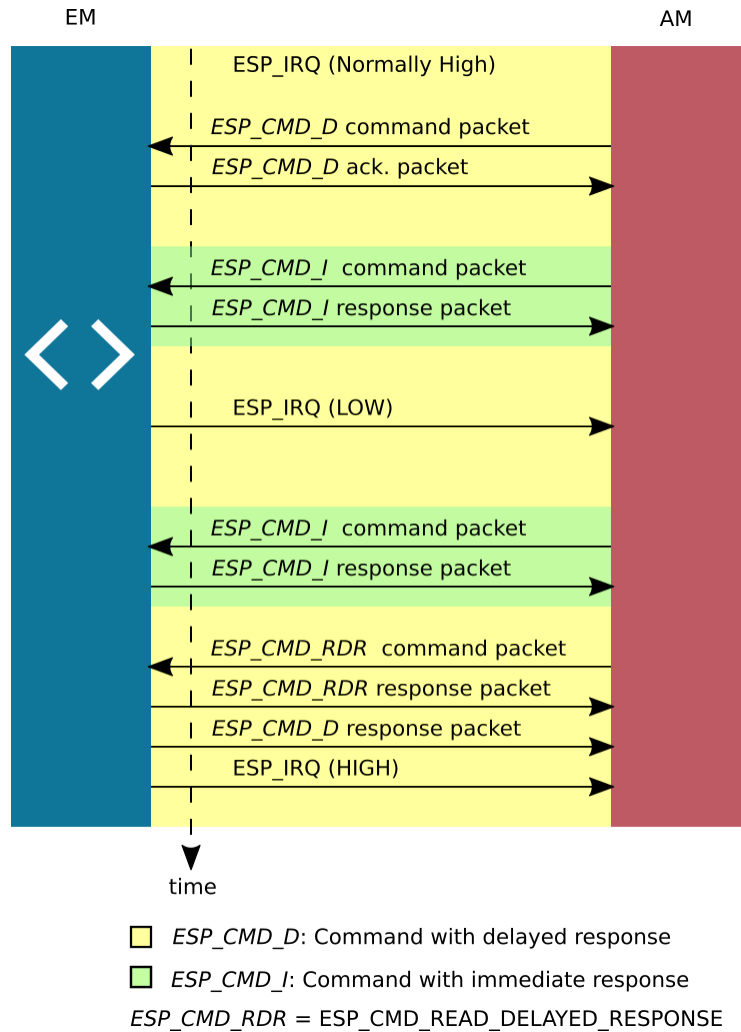 EM AM
ESP_IRQ (Normally High)
ESP_CMD_D command packet
ESP_CMD_D ack. packet
ESP_CMD_I command packet
ESP_CMD_I response packet
ESP_IRQ (LOW)
ESP_CMD_I command packet
ESP_CMD_I response packet
ESP_CMD_RDR command packet
ESP_CMD_RDR response packet
ESP_CMD_D response packet
ESP_IRQ (HIGH)
time
ESP_CMD_D: Command with delayed response
ESP_CMD_I: Command with immediate response
ESP_CMD_RDR = ESP_CMD_READ_DELAYED_RESPONSE